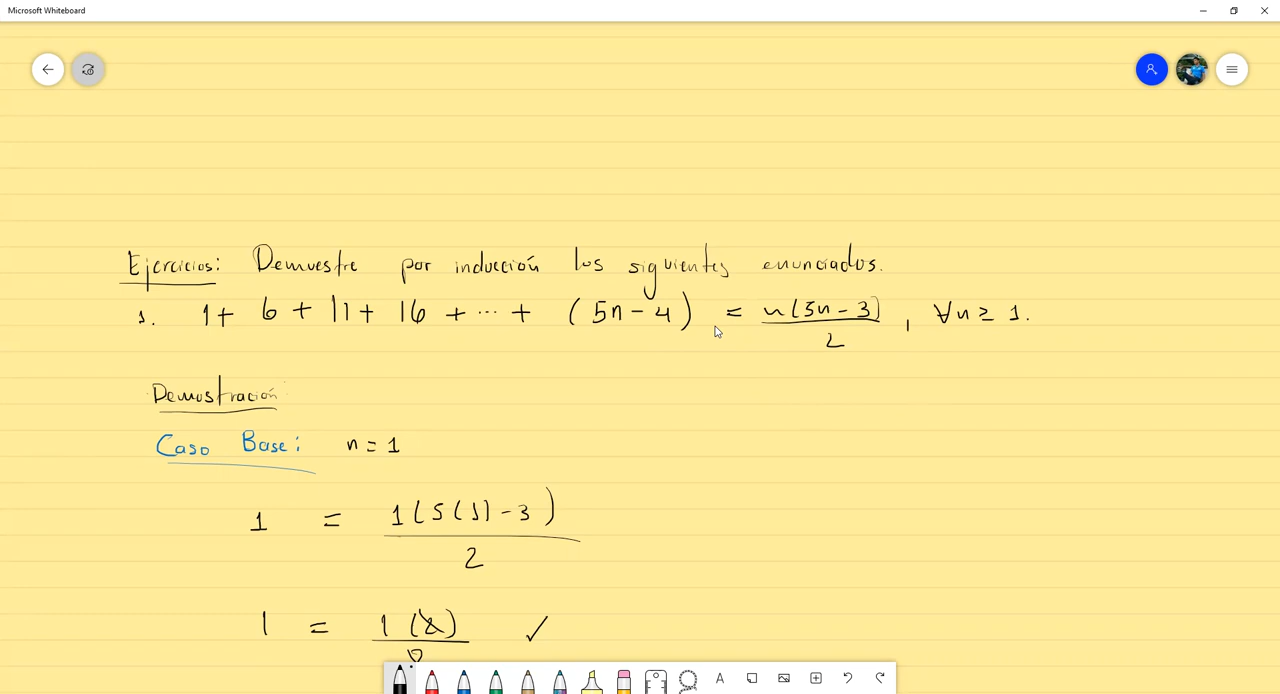 Microsoft Whiteboard
Ejercicios: Demuestre por inducción los siguientes enunciados.
1. 1 + 6 + 11 + 16 + ... + (5n - 4) = n(5n - 3)/2, ∀n ≥ 1.
Demostración
Caso Base: n = 1
1 = 1(5(1) - 3)/2
1 = 1(2)/2 ✓
A